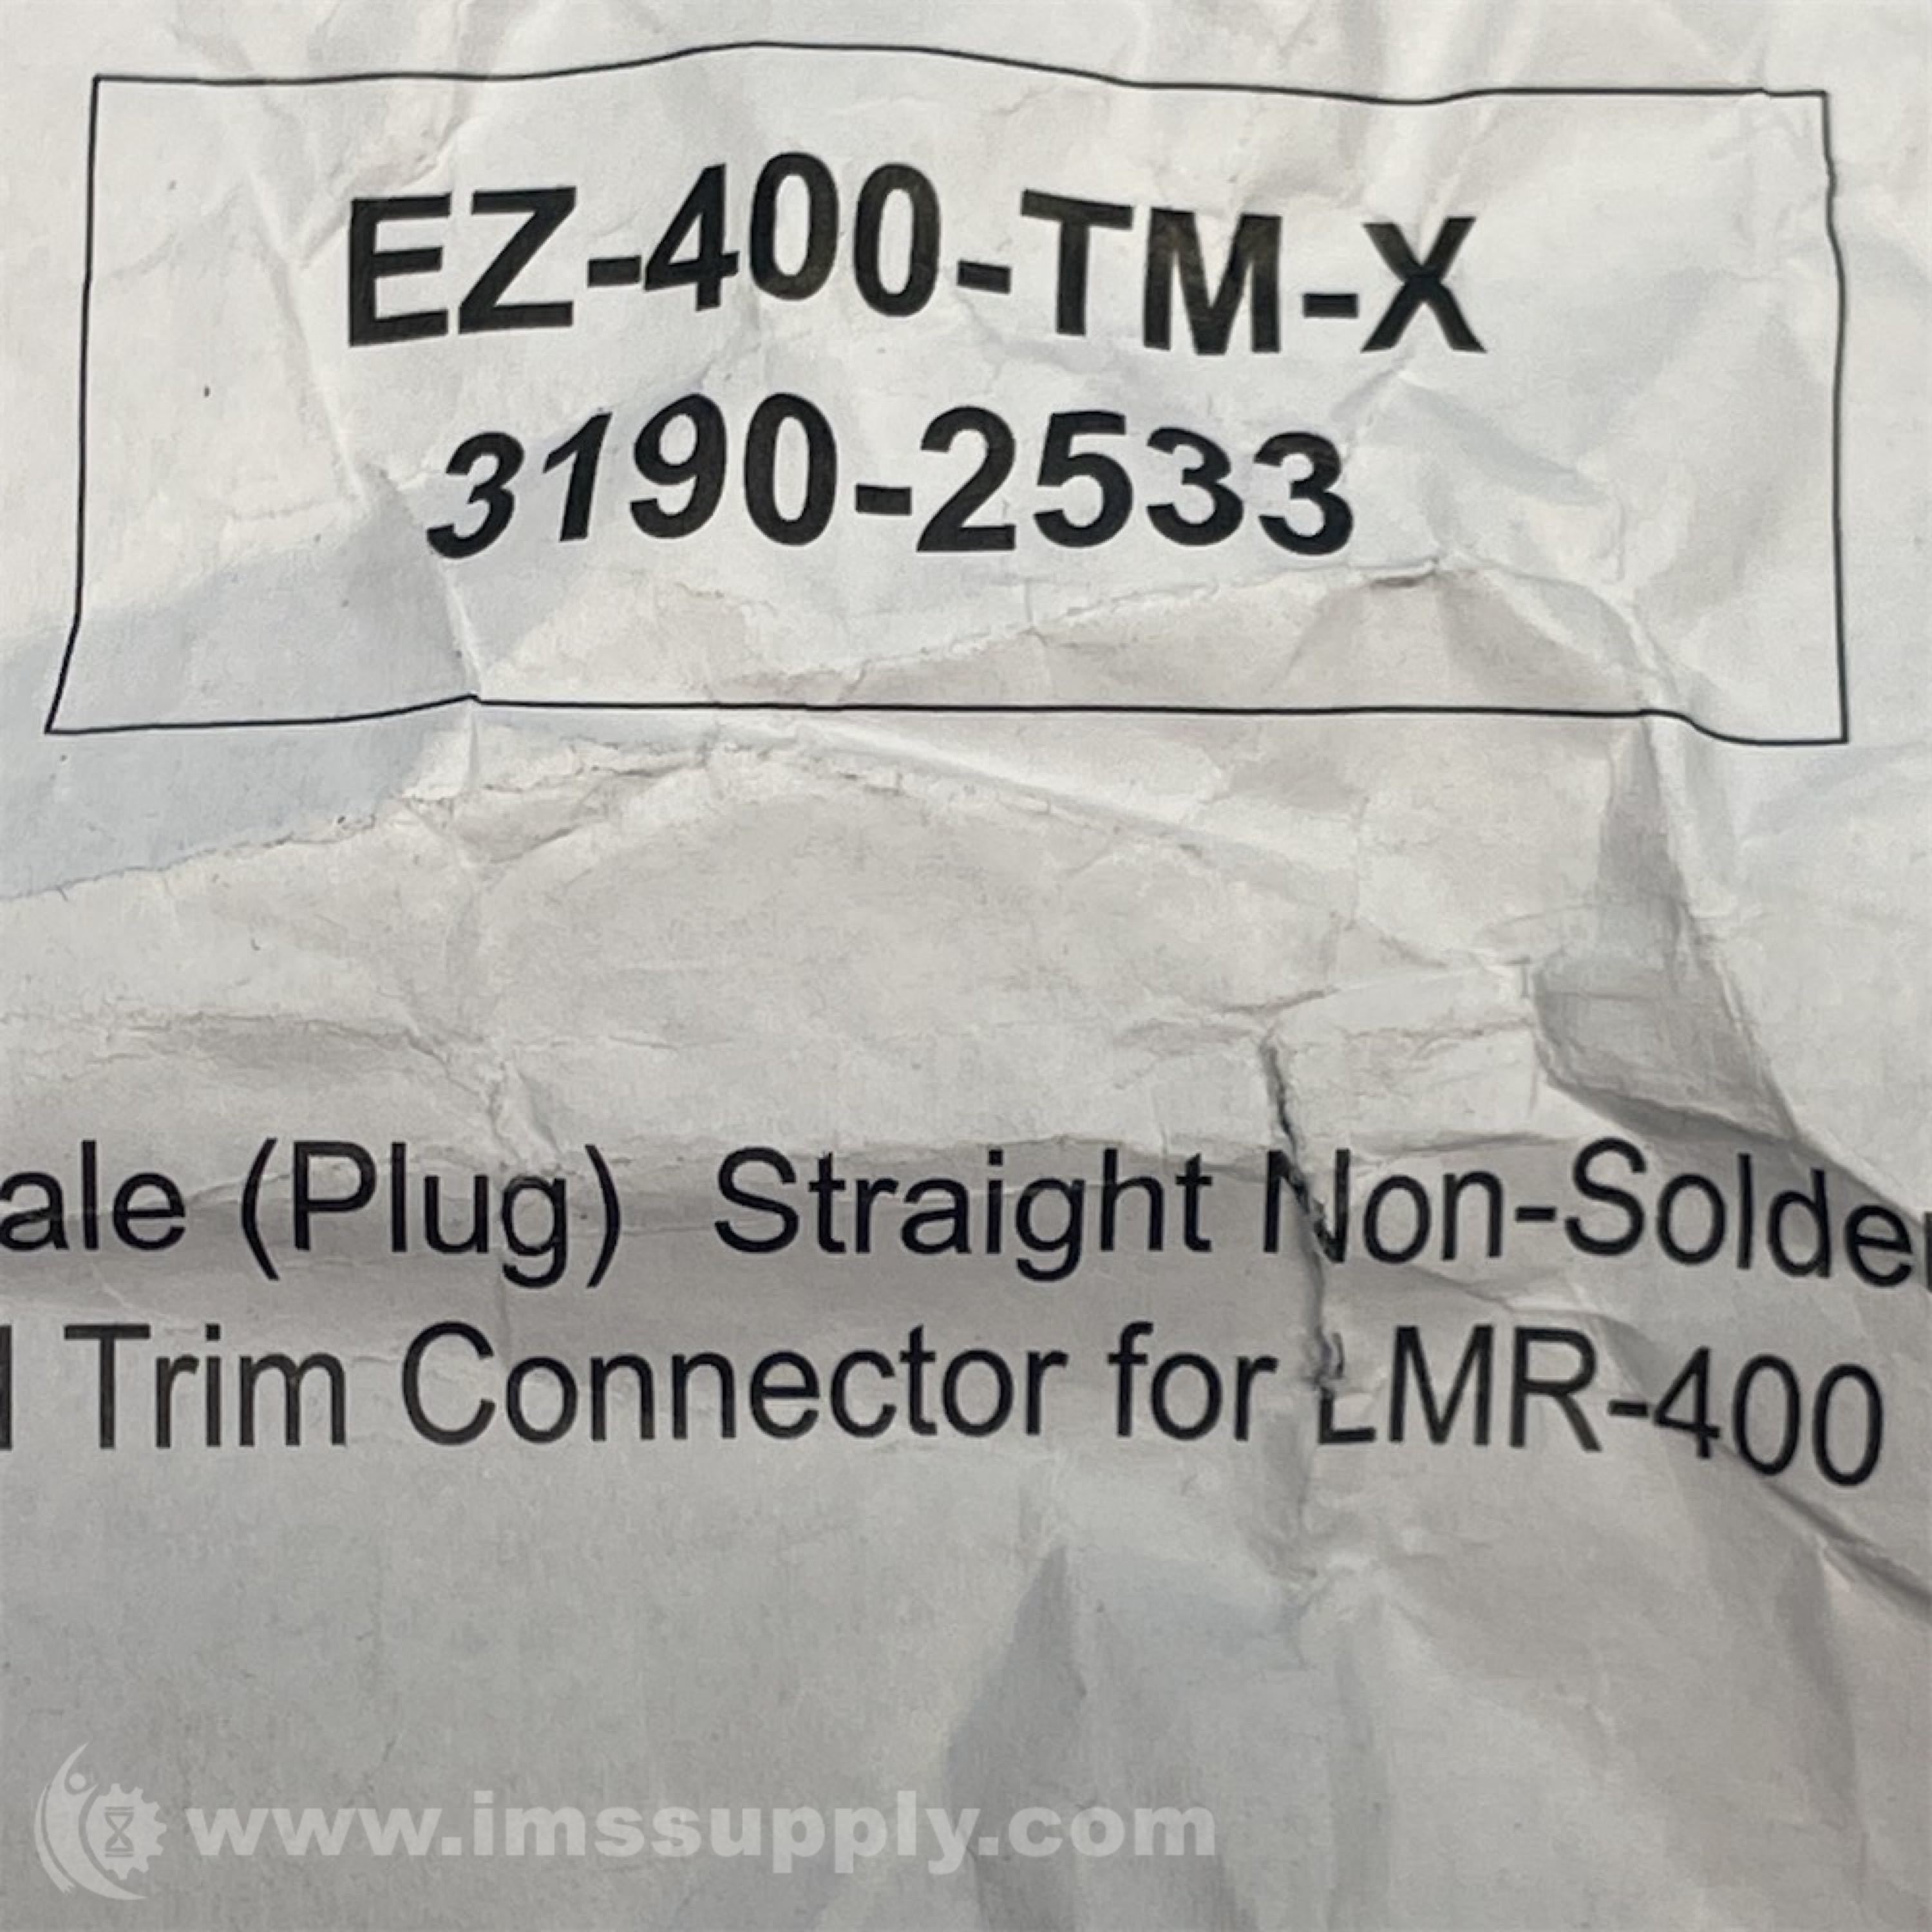 EZ-400-TM-X
3190-2533
ale (Plug) Straight Non-Solder
Trim Connector for LMR-400
www.imssupply.com